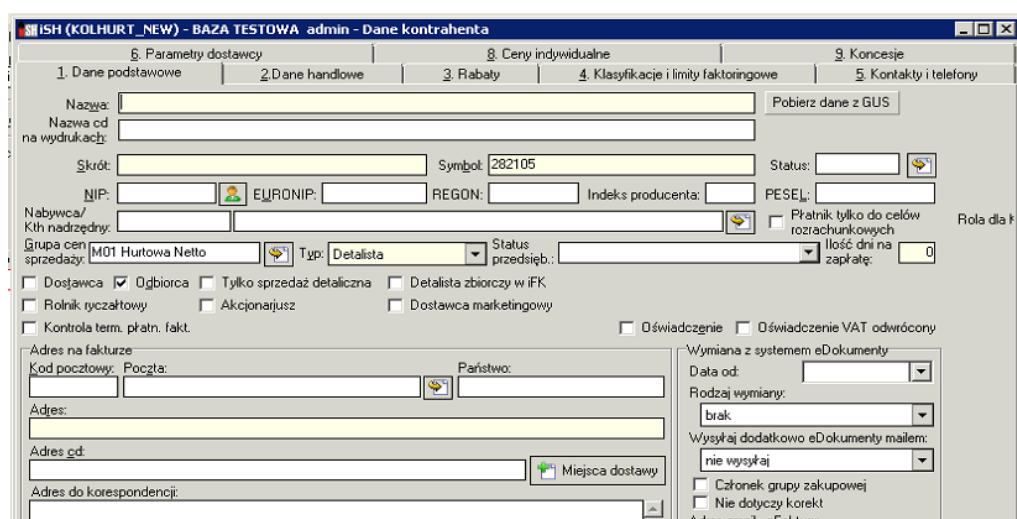 iSH (KOLHURT_NEW) - BAZA TESTOWA admin - Dane kontrahenta
6. Parametry dostawcy 8. Ceny indywidualne 9. Koncesje
1. Dane podstawowe 2.Dane handlowe 3. Rabaty 4. Klasyfikacje i limity faktoringowe 5. Kontakty i telefony
Nazwa: Pobierz dane z GUS
Nazwa cd
na wydrukach:
Skrót: Symbol: 282105 Status:
NIP: EURONIP: REGON: Indeks producenta: PESEL:
Nabywca/
Kth nadrzędny: Płatnik tylko do celów
rozrachunkowych Rola dla
Grupa cen
sprzedaży: M01 Hurtowa Netto Typ: Detalista Status
przedsięb.: Ilość dni na
zapłatę: 0
Dostawca Odbiorca Tylko sprzedaż detaliczna Detalista zbiorczy w iFK
Rolnik ryczałtowy Akcjonariusz Dostawca marketingowy
Kontrola term. płatn. fakt. Oświadczenie Oświadczenie VAT odwrócony
Adres na fakturze Wymiana z systemem eDokumenty
Kod pocztowy: Poczta: Państwo: Data od:
Rodzaj wymiany:
Adres: brak
Wysyłaj dodatkowo eDokumenty mailem:
Adres cd: nie wysyłaj
Miejsca dostawy
Członek grupy zakupowej
Adres do korespondencji: Nie dotyczy korekt